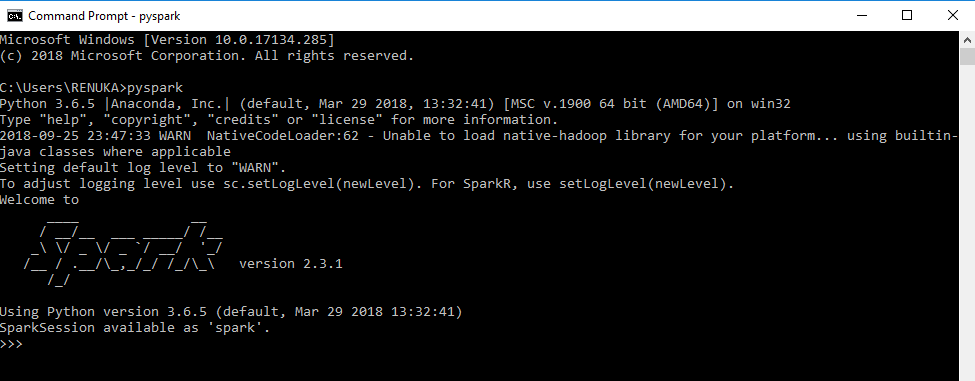 Command Prompt - pyspark
Microsoft Windows [Version 10.0.17134.285]
(c) 2018 Microsoft Corporation. All rights reserved.
C:\Users\RENUKA>pyspark
Python 3.6.5 |Anaconda, Inc.| (default, Mar 29 2018, 13:32:41) [MSC v.1900 64 bit (AMD64)] on win32
Type "help", "copyright", "credits" or "license" for more information.
2018-09-25 23:47:33 WARN  NativeCodeLoader:62 - Unable to load native-hadoop library for your platform... using builtin-
java classes where applicable
Setting default log level to "WARN".
To adjust logging level use sc.setLogLevel(newLevel). For SparkR, use setLogLevel(newLevel).
Welcome to
      ____              __
     / __/__  ___ _____/ /__
    _\ \/ _ \/ _ `/ __/  '_/
   /__ / .__/\_,_/_/ /_/\_\   version 2.3.1
      /_/
Using Python version 3.6.5 (default, Mar 29 2018 13:32:41)
SparkSession available as 'spark'.
>>>